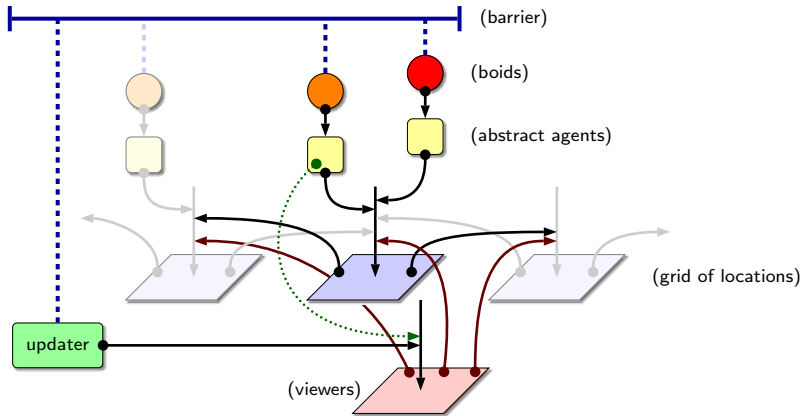 (barrier)
(boids)
(abstract agents)
(grid of locations)
updater
(viewers)